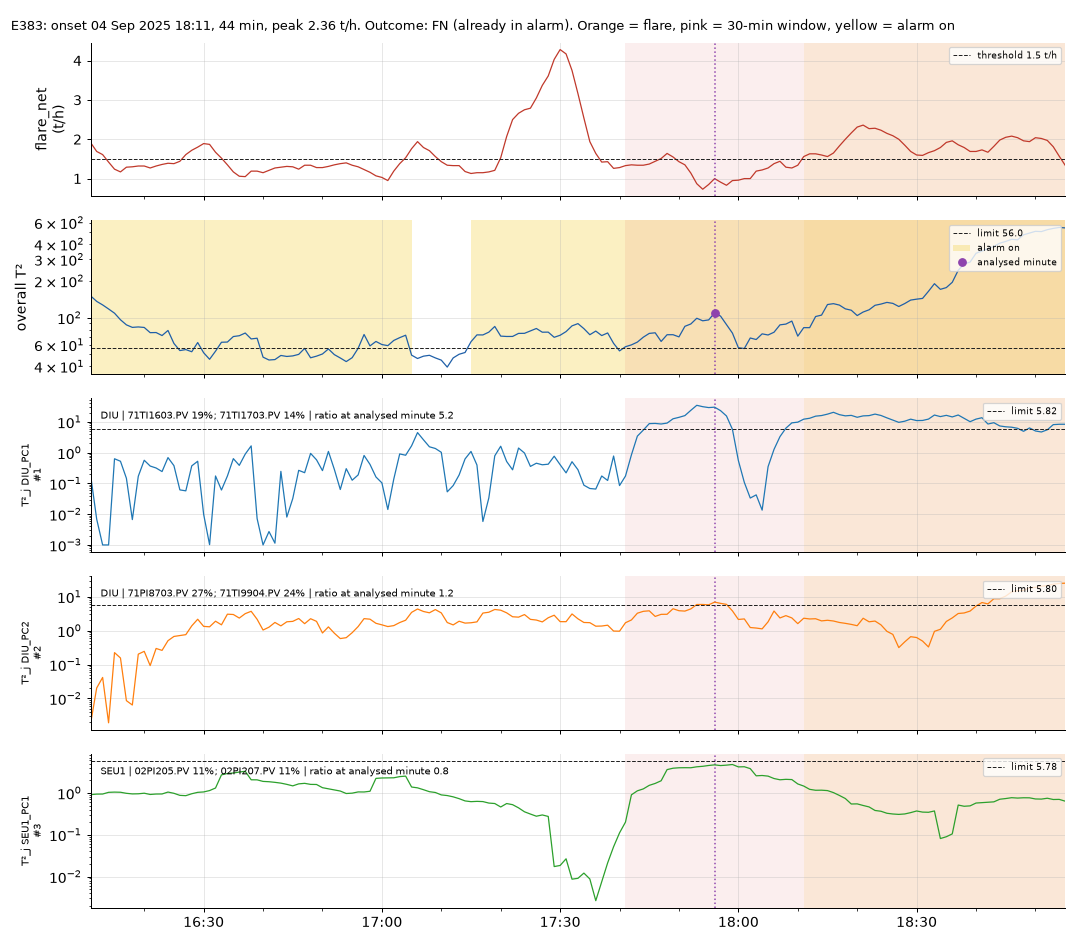 E383: onset 04 Sep 2025 18:11, 44 min, peak 2.36 t/h. Outcome: FN (already in alarm). Orange = flare, pink = 30-min window, yellow = alarm on
flare_net
(t/h)
4
3
2
1
threshold 1.5 t/h
overall T²
6 × 10²
4 × 10²
3 × 10²
2 × 10²
10²
6 × 10¹
4 × 10¹
limit 56.0
alarm on
analysed minute
T²_j DIU_PC1
#1
10¹
10⁰
10⁻¹
10⁻²
10⁻³
DIU | 71TI1603.PV 19%; 71TI1703.PV 14% | ratio at analysed minute 5.2
limit 5.82
T²_j DIU_PC2
#2
10¹
10⁰
10⁻¹
10⁻²
DIU | 71PI8703.PV 27%; 71TI9904.PV 24% | ratio at analysed minute 1.2
limit 5.80
T²_j SEU1_PC1
#3
10⁰
10⁻¹
10⁻²
SEU1 | 02PI205.PV 11%; 02PI207.PV 11% | ratio at analysed minute 0.8
limit 5.78
16:30 17:00 17:30 18:00 18:30